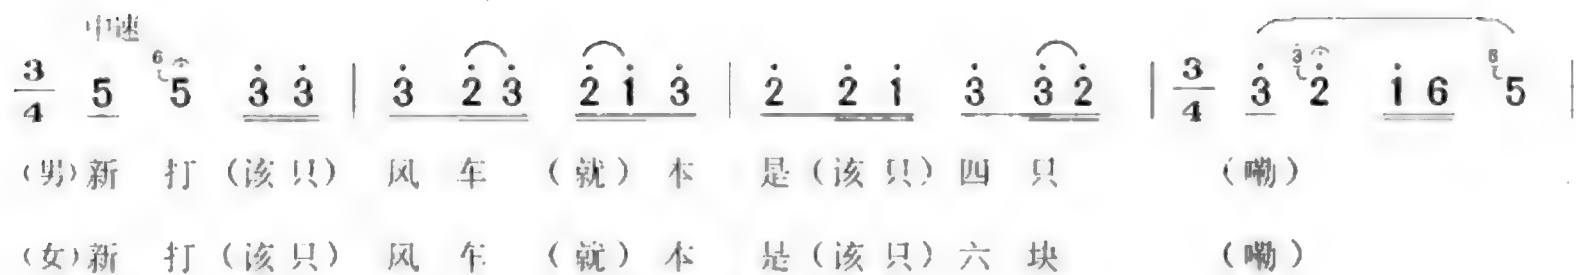 中速
3/4 5 6 5 3 3 | 3 2 3 2 1 3 | 2 2 1 3 3 2 | 3/4 3 3 2 1 6 6 5 |
(男)新 打 (该 只) 风 车 (就) 本 是 (该 只) 四 只 (嘞)
(女)新 打 (该 只) 风 车 (就) 本 是 (该 只) 六 块 (嘞)